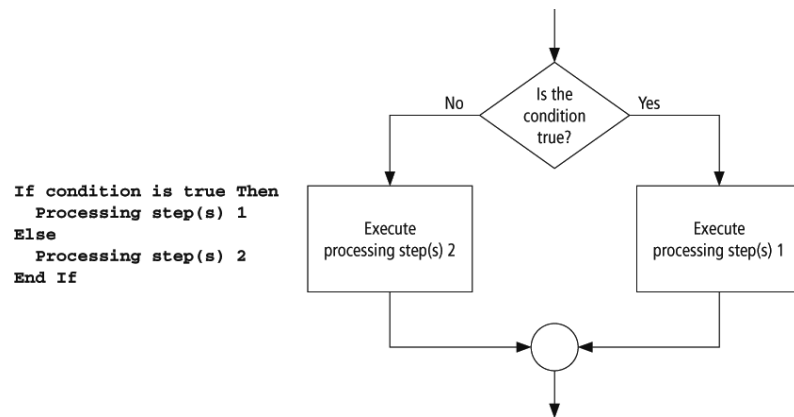 If condition is true Then
Processing step(s) 1
Else
Processing step(s) 2
End If
Is the
condition
true?
No
Yes
Execute
processing step(s) 2
Execute
processing step(s) 1